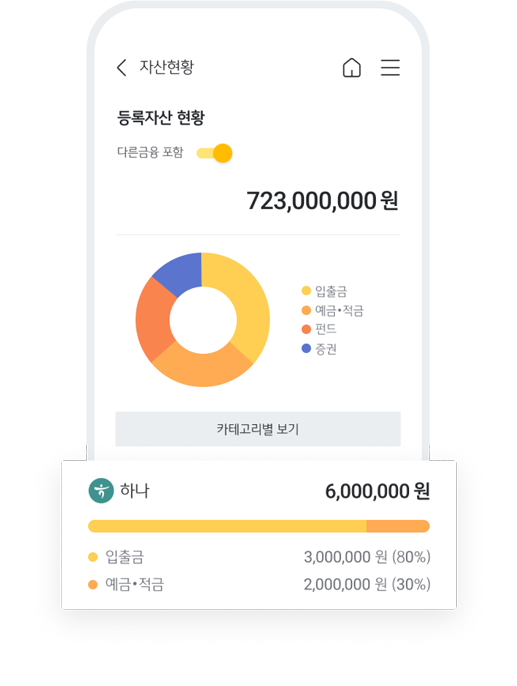 자산현황
등록자산 현황
다른금융 포함
723,000,000 원
입출금
예금•적금
펀드
증권
카테고리별 보기
하나 6,000,000 원
입출금 3,000,000 원 (80%)
예금•적금 2,000,000 원 (30%)